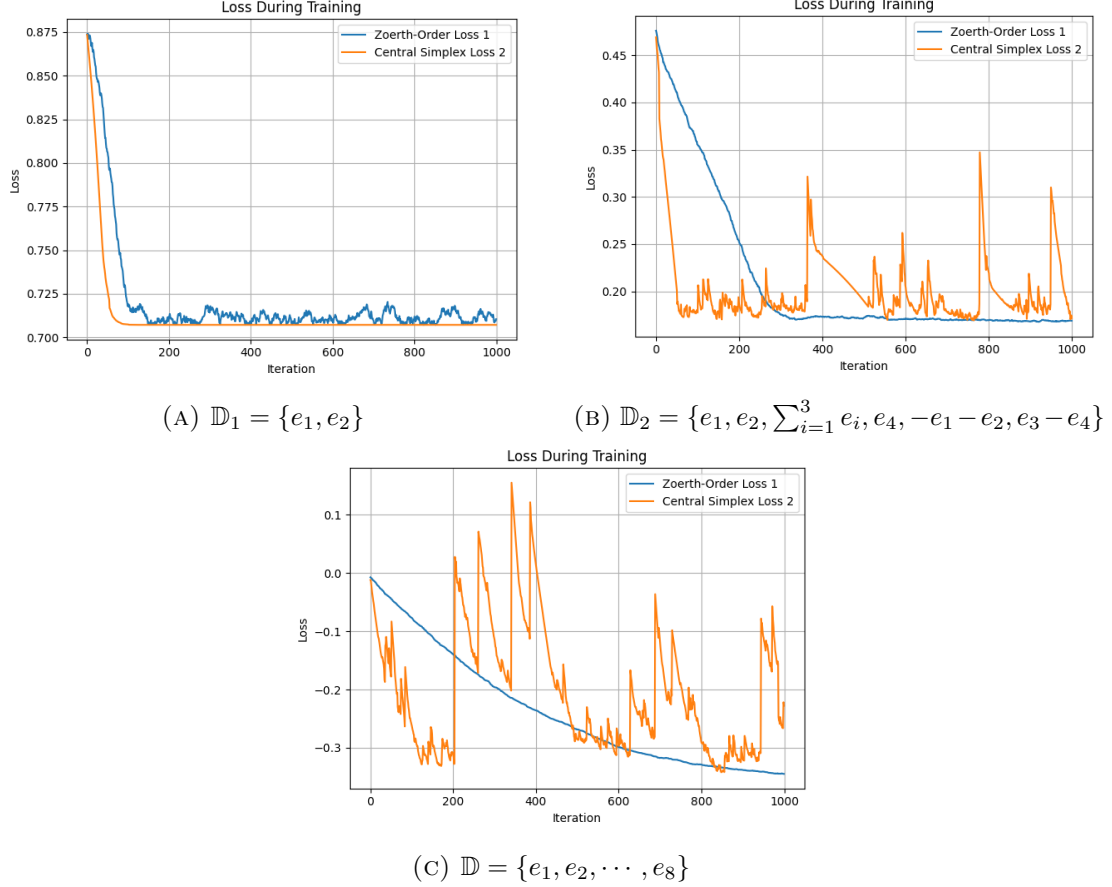 Loss During Training
0.875
0.850
0.825
0.800
0.775
0.750
0.725
0.700
Loss
Zoerth-Order Loss 1
Central Simplex Loss 2
0 200 400 600 800 1000
Iteration
(A) 𝔻₁ = {e₁, e₂}
Loss During Training
0.45
0.40
0.35
0.30
0.25
0.20
Loss
Zoerth-Order Loss 1
Central Simplex Loss 2
0 200 400 600 800 1000
Iteration
(B) 𝔻₂ = {e₁, e₂, ∑³ᵢ₌₁ eᵢ, e₄, −e₁−e₂, e₃−e₄}
Loss During Training
0.1
0.0
−0.1
−0.2
−0.3
Loss
Zoerth-Order Loss 1
Central Simplex Loss 2
0 200 400 600 800 1000
Iteration
(C) 𝔻 = {e₁, e₂, ⋯ , e₈}